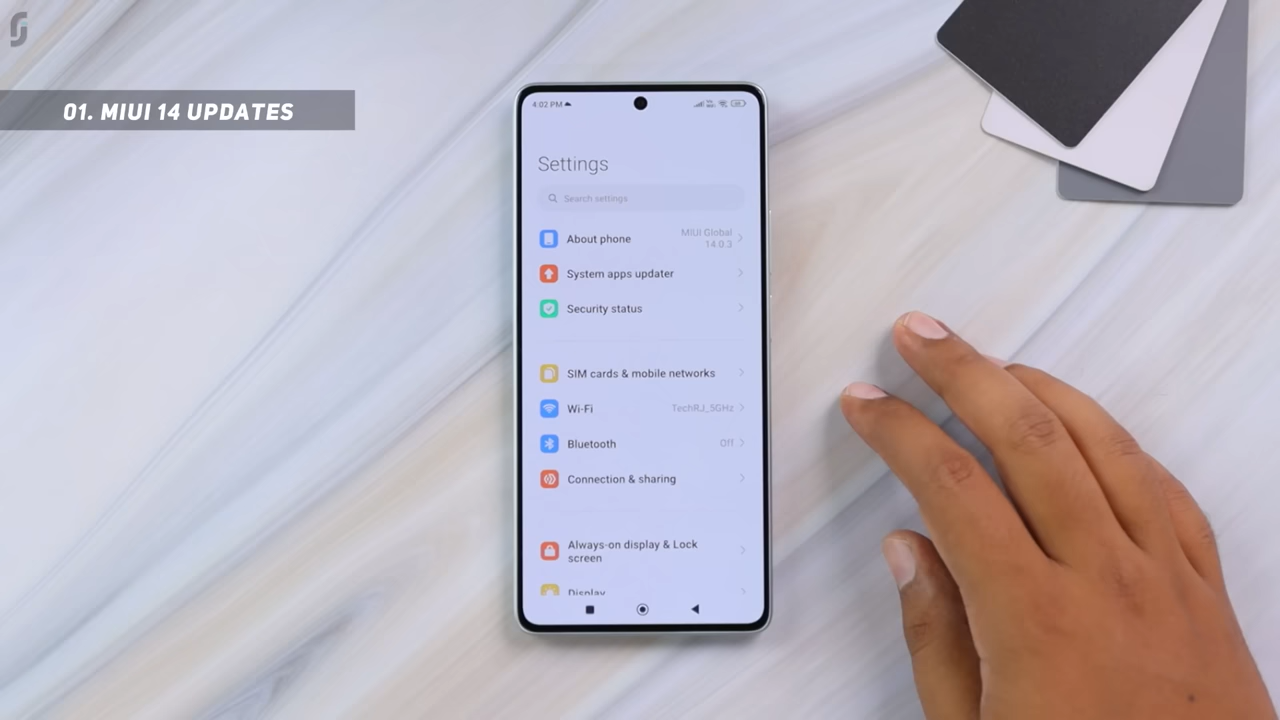 01. MIUI 14 UPDATES
4:02 PM
Settings
Search settings
About phone
MIUI Global
14.0.3
System apps updater
Security status
SIM cards & mobile networks
Wi-Fi
TechRJ_5GHz
Bluetooth
Off
Connection & sharing
Always-on display & Lock
screen
Display